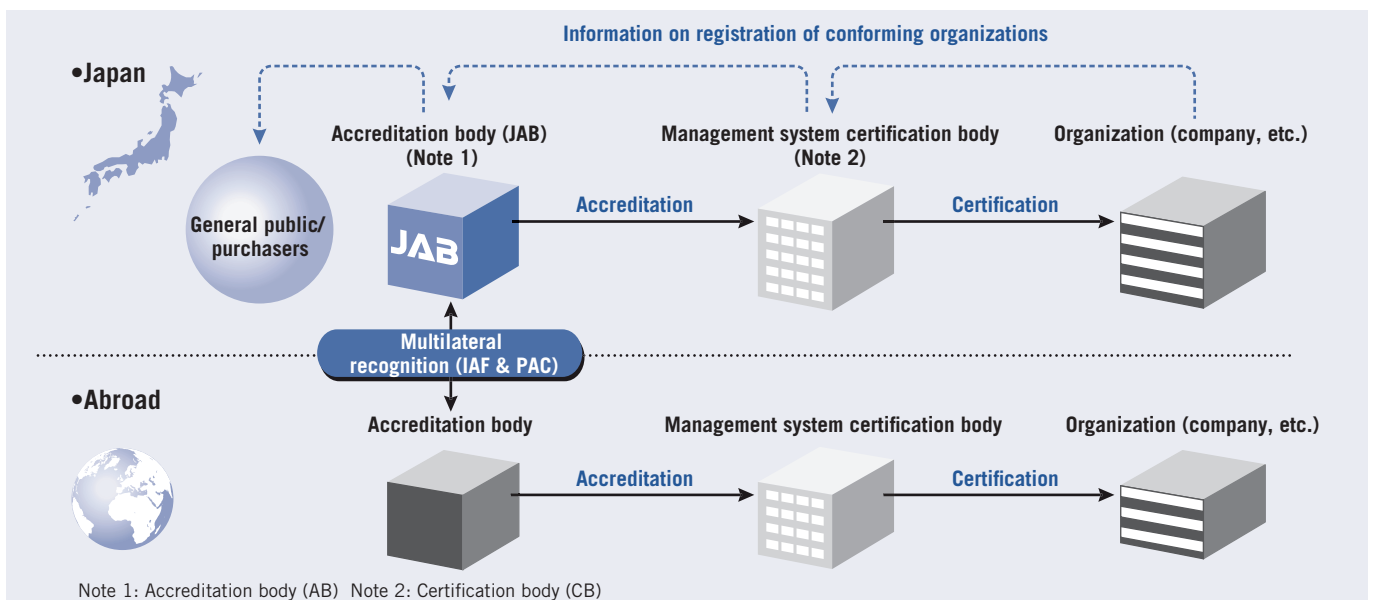 Information on registration of conforming organizations
•Japan
Accreditation body (JAB)
(Note 1)
Management system certification body
(Note 2)
Organization (company, etc.)
General public/
purchasers
JAB
Accreditation
Certification
Multilateral
recognition (IAF & PAC)
•Abroad
Accreditation body
Management system certification body
Organization (company, etc.)
Accreditation
Certification
Note 1: Accreditation body (AB) Note 2: Certification body (CB)